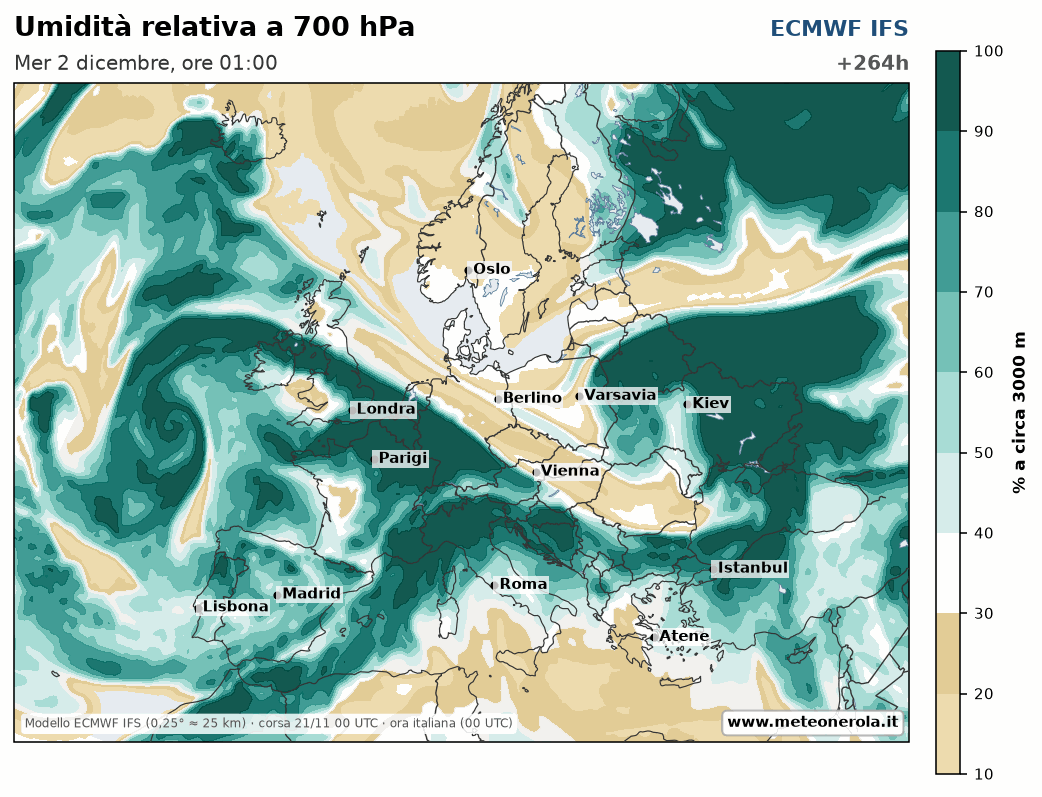 Umidità relativa a 700 hPa
ECMWF IFS
Mer 2 dicembre, ore 01:00
+264h
100
90
80
70
60
50
40
30
20
10
% a circa 3000 m
Oslo
Berlino
Varsavia
Kiev
Londra
Parigi
Vienna
Istanbul
Roma
Madrid
Lisbona
Atene
Modello ECMWF IFS (0,25° ≈ 25 km) · corsa 21/11 00 UTC · ora italiana (00 UTC)
www.meteonerola.it